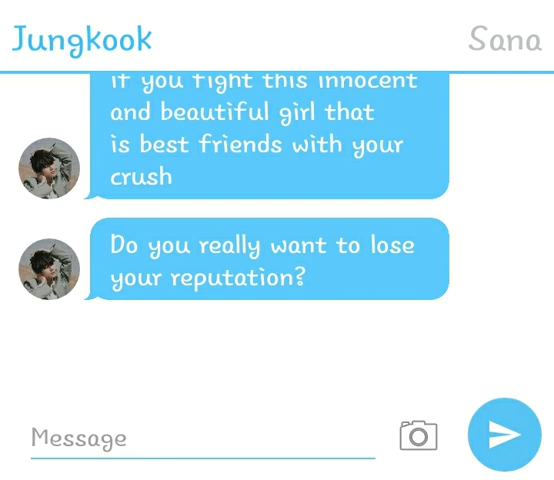 Jungkook Sana
if you fight this innocent
and beautiful girl that
is best friends with your
crush
Do you really want to lose
your reputation?
Message